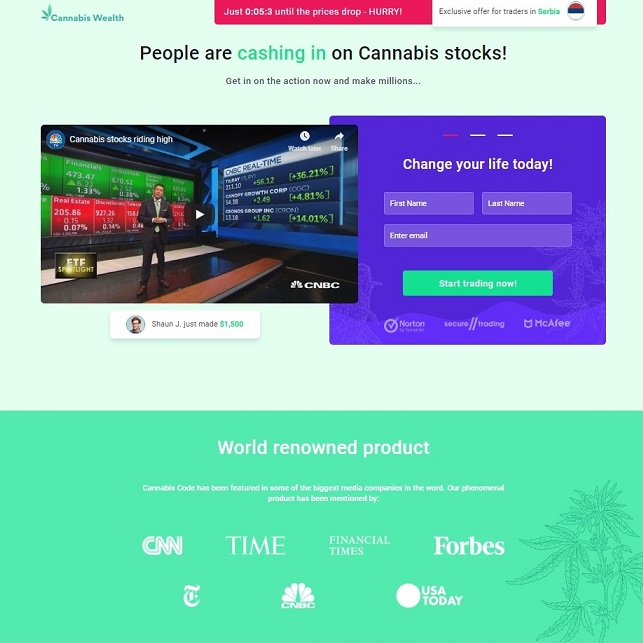 Cannabis Wealth
Just 0:05:3 until the prices drop - HURRY!
Exclusive offer for traders in Serbia
People are cashing in on Cannabis stocks!
Get in on the action now and make millions...
Cannabis stocks riding high
Watch later
Share
Financials
473.47
6.22
1.33%
670.52
CNBC REAL-TIME
TILRAY (TLRY)
211.10 +56.12 [+36.21%]
CANOPY GROWTH CORP (CGC)
54.38 +2.49 [+4.81%]
CRONOS GROUP INC (CRON)
13.18 +1.62 [+14.01%]
Real Estate
205.86
0.15
0.07%
Discretionary
927.26
1.32
0.14%
ETF
SPOTLIGHT
CNBC
Shaun J. just made $1,500
Change your life today!
First Name
Last Name
Enter email
Start trading now!
Norton
by Symantec
secure//trading
McAfee
World renowned product
Cannabis Code has been featured in some of the biggest media companies in the word. Our phenomenal
product has been mentioned by:
CNN
TIME
FINANCIAL
TIMES
Forbes
T
CNBC
USA
TODAY